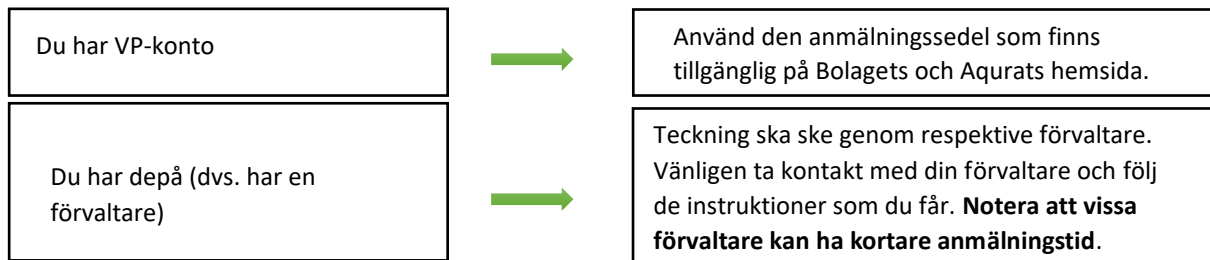 Du har VP-konto
Använd den anmälningssedel som finns
tillgänglig på Bolagets och Aqurats hemsida.
Du har depå (dvs. har en
förvaltare)
Teckning ska ske genom respektive förvaltare.
Vänligen ta kontakt med din förvaltare och följ
de instruktioner som du får. Notera att vissa
förvaltare kan ha kortare anmälningstid.